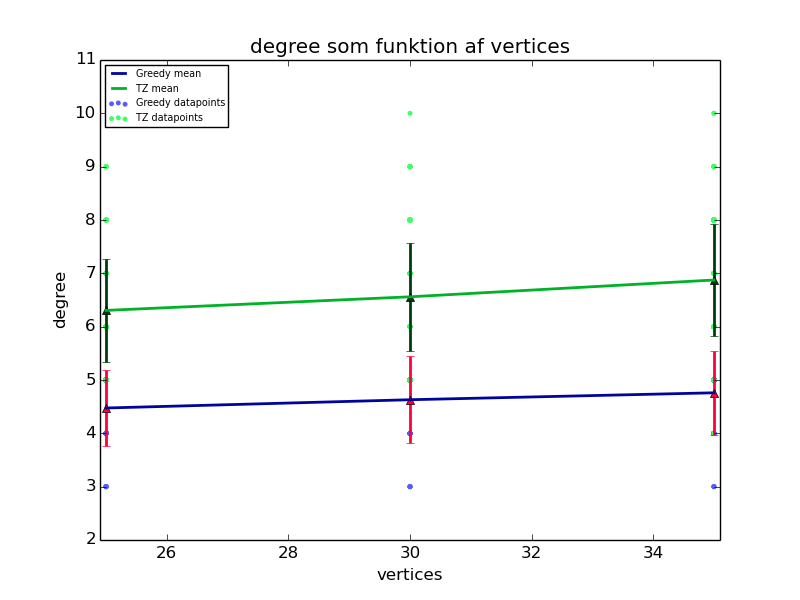 degree som funktion af vertices
Greedy mean
TZ mean
Greedy datapoints
TZ datapoints
11
10
9
8
7
6
5
4
3
2
degree
26
28
30
32
34
vertices